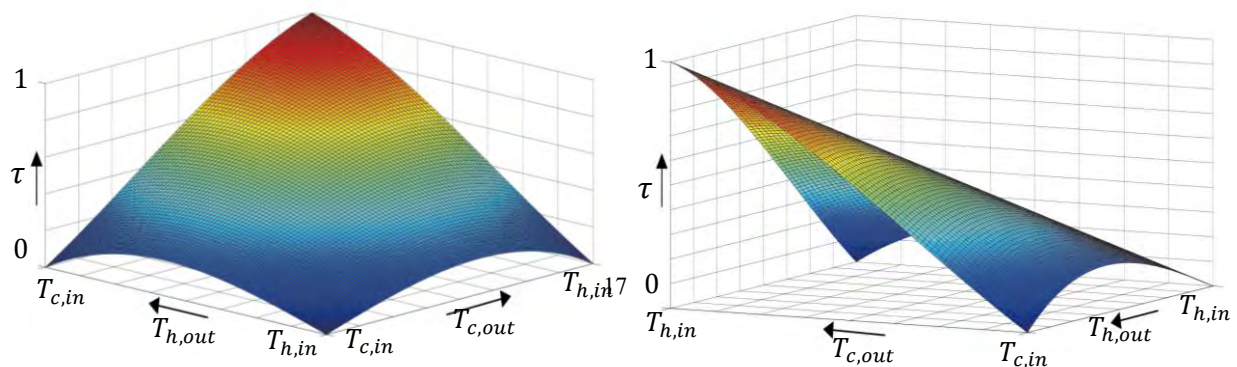 1
τ
0
T_{c,in}
T_{h,out}
T_{h,in}
T_{c,in}
T_{c,out}
T_{h,in}
17
1
τ
0
T_{h,in}
T_{c,out}
T_{c,in}
T_{h,out}
T_{h,in}